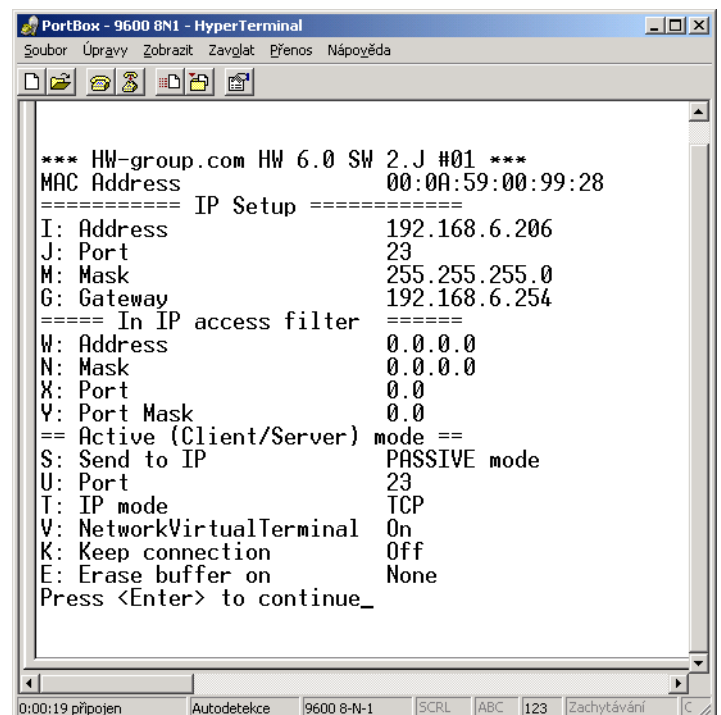 PortBox - 9600 8N1 - HyperTerminal
Soubor Úpravy Zobrazit Zavolat Přenos Nápověda
*** HW-group.com HW 6.0 SW 2.J #01 ***
MAC Address 00:0A:59:00:99:28
=========== IP Setup ============
I: Address 192.168.6.206
J: Port 23
M: Mask 255.255.255.0
G: Gateway 192.168.6.254
===== In IP access filter ======
W: Address 0.0.0.0
N: Mask 0.0.0.0
X: Port 0.0
Y: Port Mask 0.0
== Active (Client/Server) mode ==
S: Send to IP PASSIVE mode
U: Port 23
T: IP mode TCP
V: NetworkVirtualTerminal On
K: Keep connection Off
E: Erase buffer on None
Press <Enter> to continue_
0:00:19 připojen Autodetekce 9600 8-N-1 SCRL ABC 123 Zachytávání